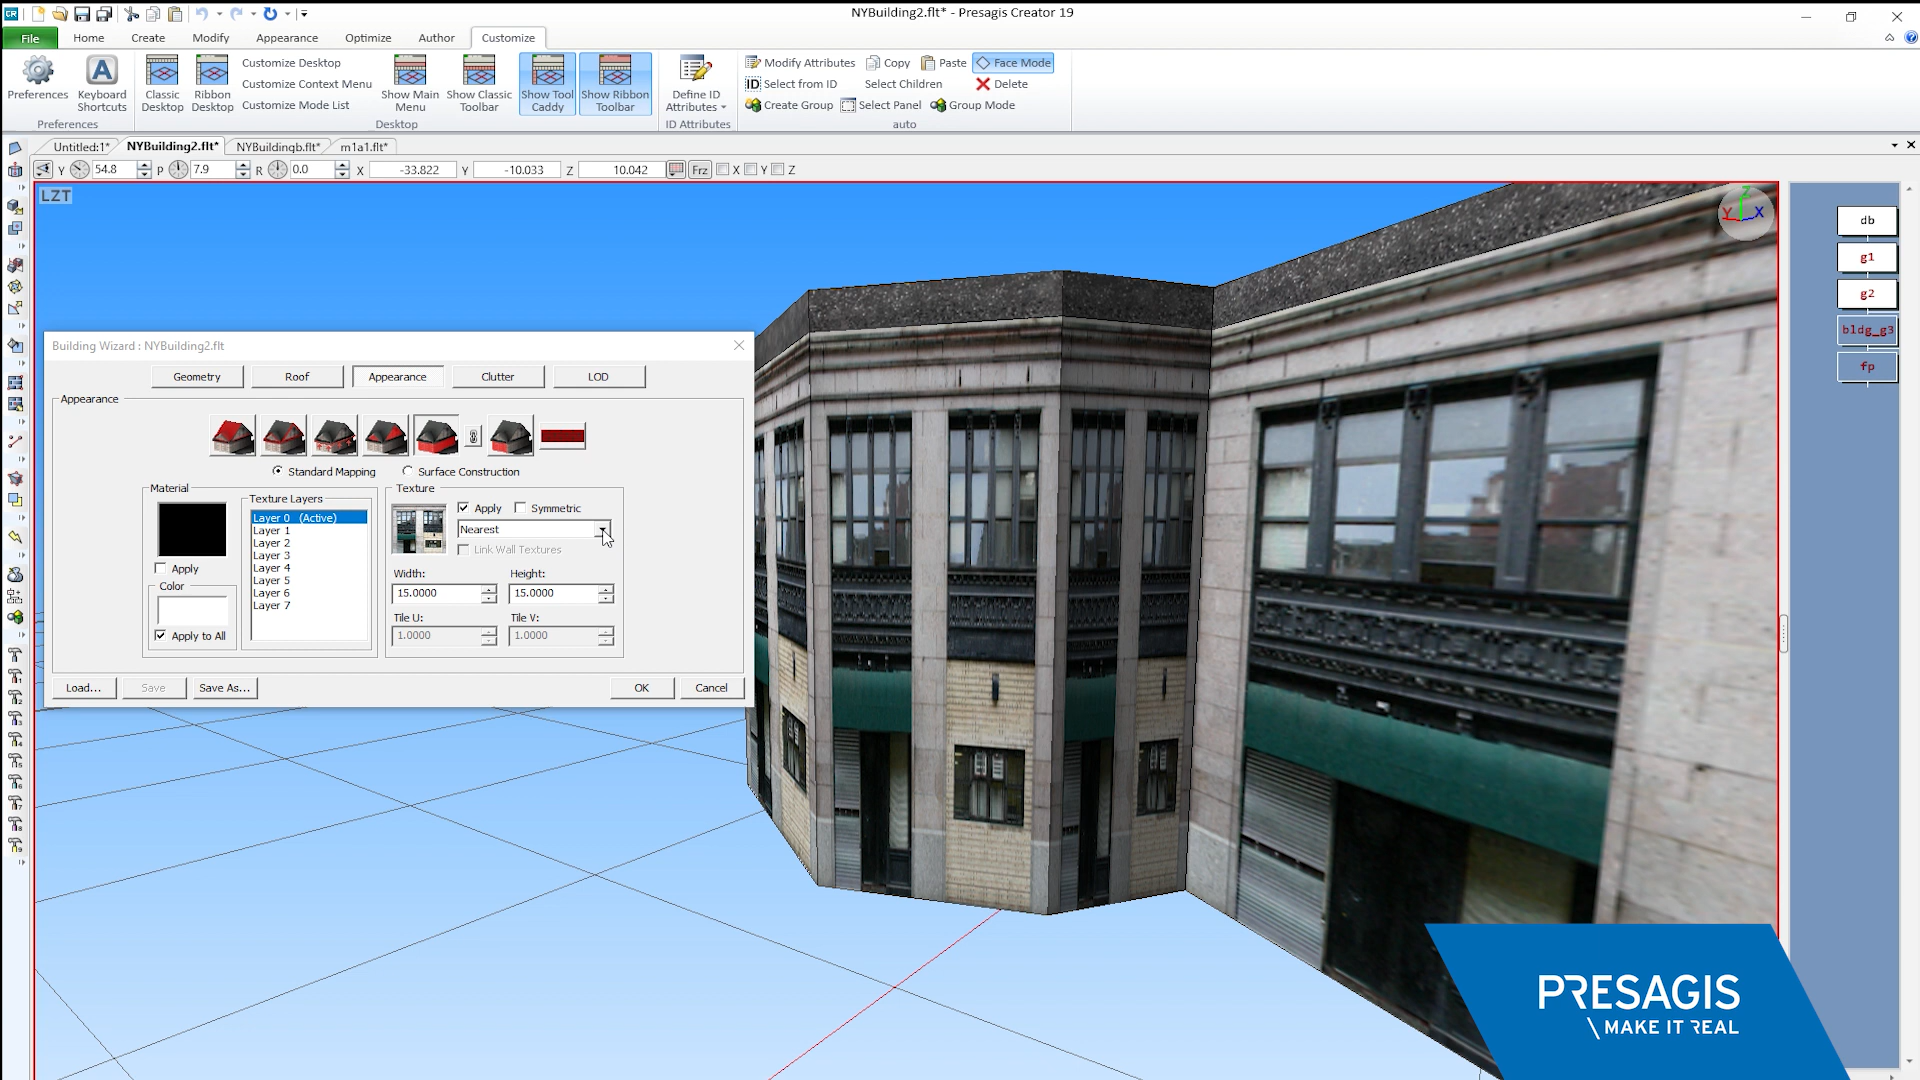 NYBuilding2.flt* - Presagis Creator 19
File Home Create Modify Appearance Optimize Author Customize
Preferences
Keyboard Shortcuts
Preferences
Classic Desktop
Ribbon Desktop
Customize Desktop
Customize Context Menu
Customize Mode List
Show Main Menu
Show Classic Toolbar
Show Tool Caddy
Show Ribbon Toolbar
Desktop
Define ID Attributes
ID Attributes
Modify Attributes Copy Paste Face Mode
ID Select from ID Select Children Delete
Create Group Select Panel Group Mode
auto
Untitled:1* NYBuilding2.flt* NYBuildingb.flt* m1a1.flt*
Y 54.8 P 7.9 R 0.0 X -33.822 Y -10.033 Z 10.042 Frz X Y Z
LZT
Z
Y X
db
g1
g2
bldg_g3
fp
Building Wizard : NYBuilding2.flt
Geometry Roof Appearance Clutter LOD
Appearance
Standard Mapping Surface Construction
Material
Apply
Color
Apply to All
Texture Layers
Layer 0 (Active)
Layer 1
Layer 2
Layer 3
Layer 4
Layer 5
Layer 6
Layer 7
Texture
Apply Symmetric
Nearest
Link Wall Textures
Width: Height:
15.0000 15.0000
Tile U: Tile V:
1.0000 1.0000
Load... Save Save As... OK Cancel
PRESAGIS
\ MAKE IT REAL